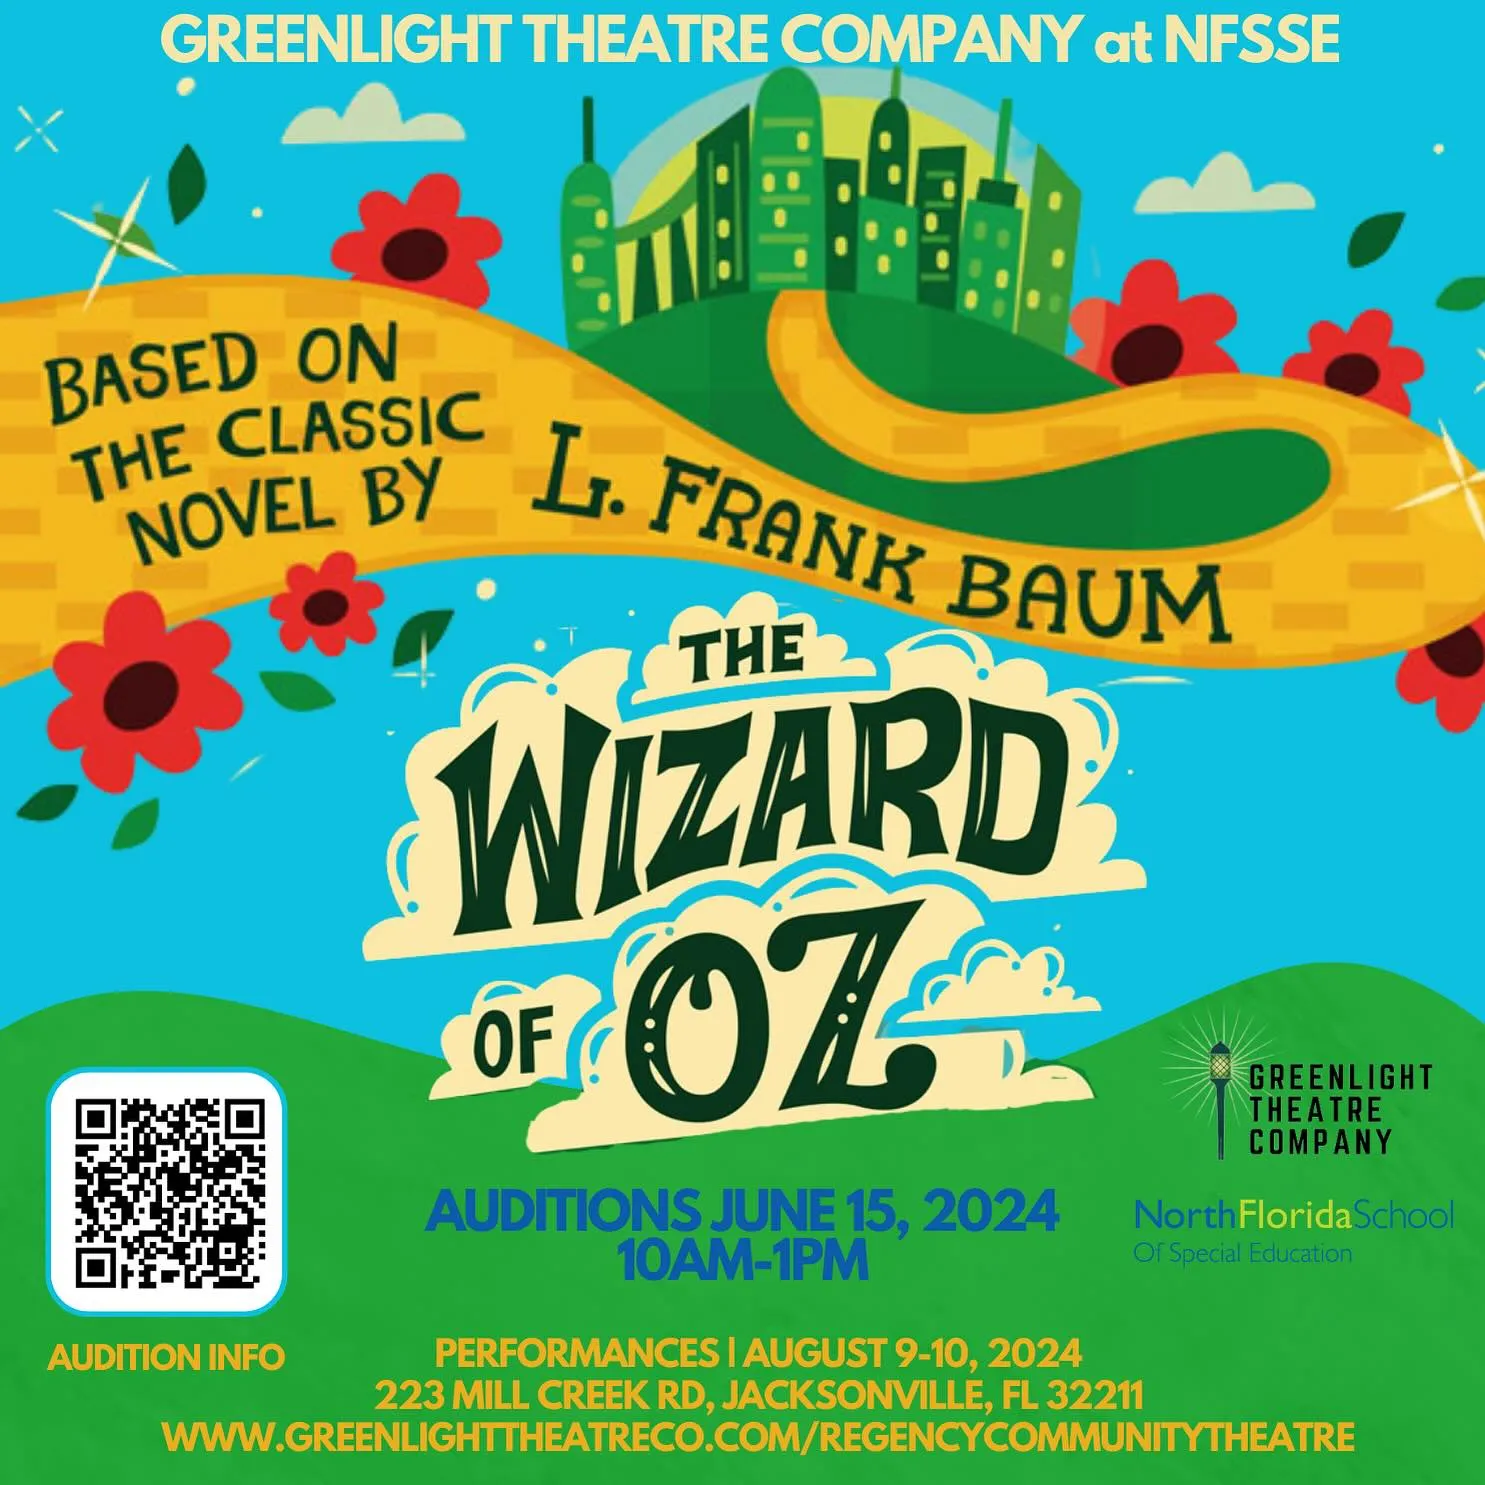 GREENLIGHT THEATRE COMPANY at NFSSE
BASED ON
THE CLASSIC
NOVEL BY
L. FRANK BAUM
THE
WIZARD
OF OZ
GREENLIGHT
THEATRE
COMPANY
NorthFloridaSchool
Of Special Education
AUDITIONS JUNE 15, 2024
10AM-1PM
AUDITION INFO
PERFORMANCES | AUGUST 9-10, 2024
223 MILL CREEK RD, JACKSONVILLE, FL 32211
WWW.GREENLIGHTTHEATRECO.COM/REGENCYCOMMUNITYTHEATRE